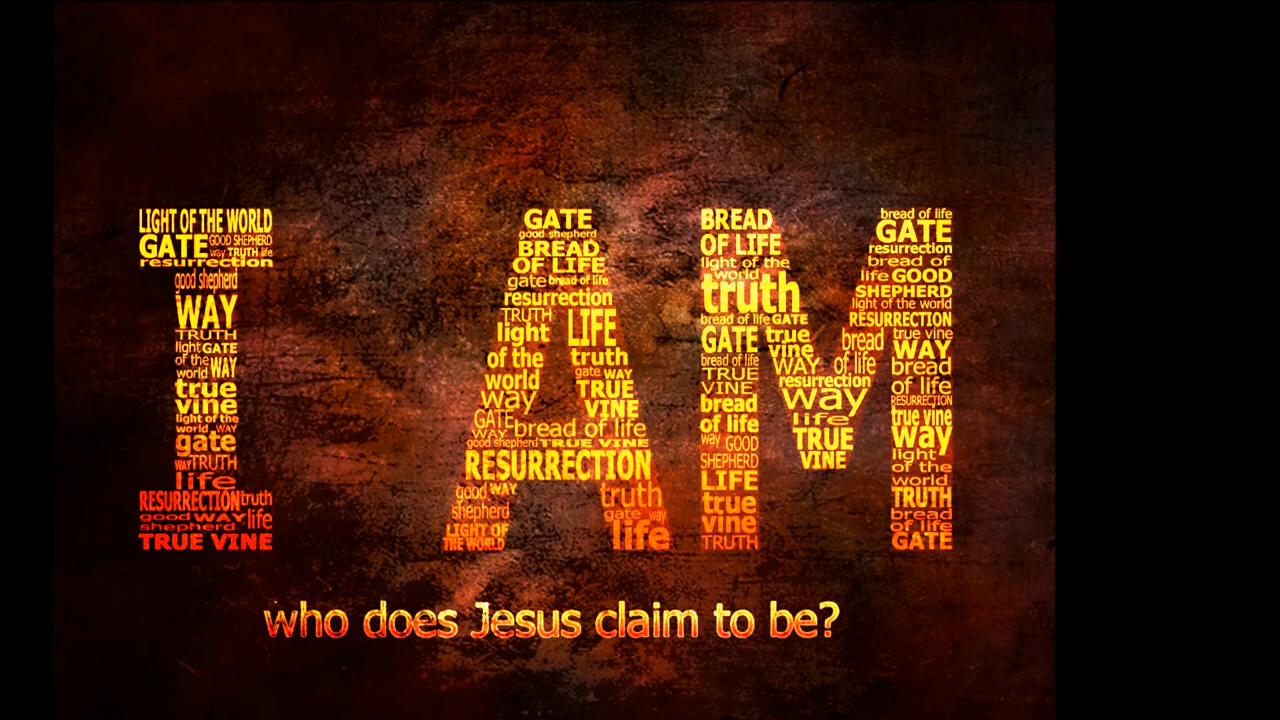 LIGHT OF THE WORLD
GATE GOOD SHEPHERD
way TRUTH life
resurrection
good shepherd
WAY
TRUTH
light GATE
of the WAY
world
true
vine
light of the
world WAY
gate
WAY TRUTH
life
RESURRECTION truth
good WAY life
shepherd
TRUE VINE
GATE
good shepherd
BREAD
OF LIFE
gate bread of life
resurrection
TRUTH LIFE
light
of the truth
gate WAY
world TRUE
way VINE
GATE bread of life
WAY
good shepherd TRUE VINE
RESURRECTION
good WAY truth
shepherd gate way
LIGHT OF life
THE WORLD
BREAD
OF LIFE
light of the
world
truth
bread of life GATE
GATE true
vine
bread of life WAY
TRUE
VINE
bread
of life
way GOOD
SHEPHERD
LIFE
true
vine
TRUTH
bread of life
GATE
resurrection
bread of
life GOOD
SHEPHERD
light of the world
RESURRECTION
bread true vine
of life WAY
resurrection bread
way of life
life RESURRECTION
TRUE true vine
VINE way
light
of the
world
TRUTH
bread
of life
GATE
who does Jesus claim to be?